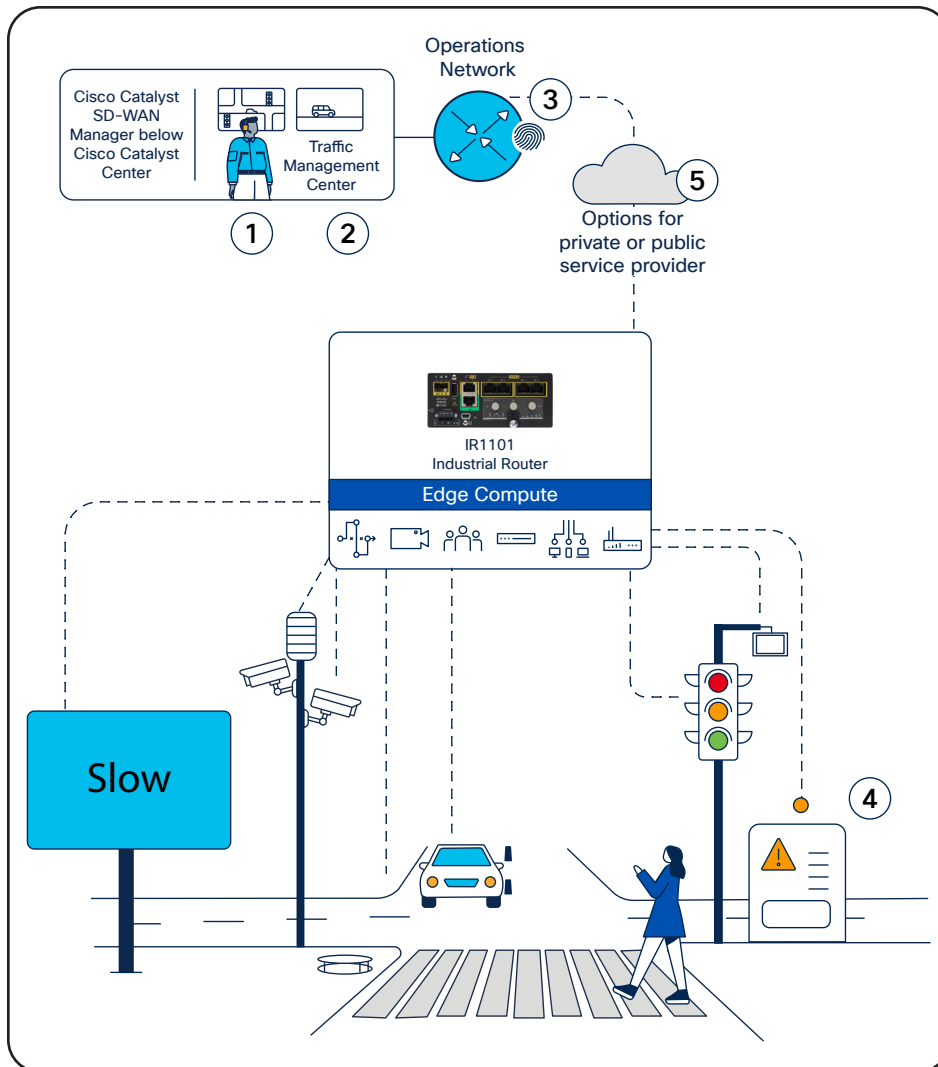 Operations
Network
3
Cisco Catalyst
SD-WAN
Manager below
Cisco Catalyst
Center
Traffic
Management
Center
1
2
5
Options for
private or public
service provider
IR1101
Industrial Router
Edge Compute
Slow
4